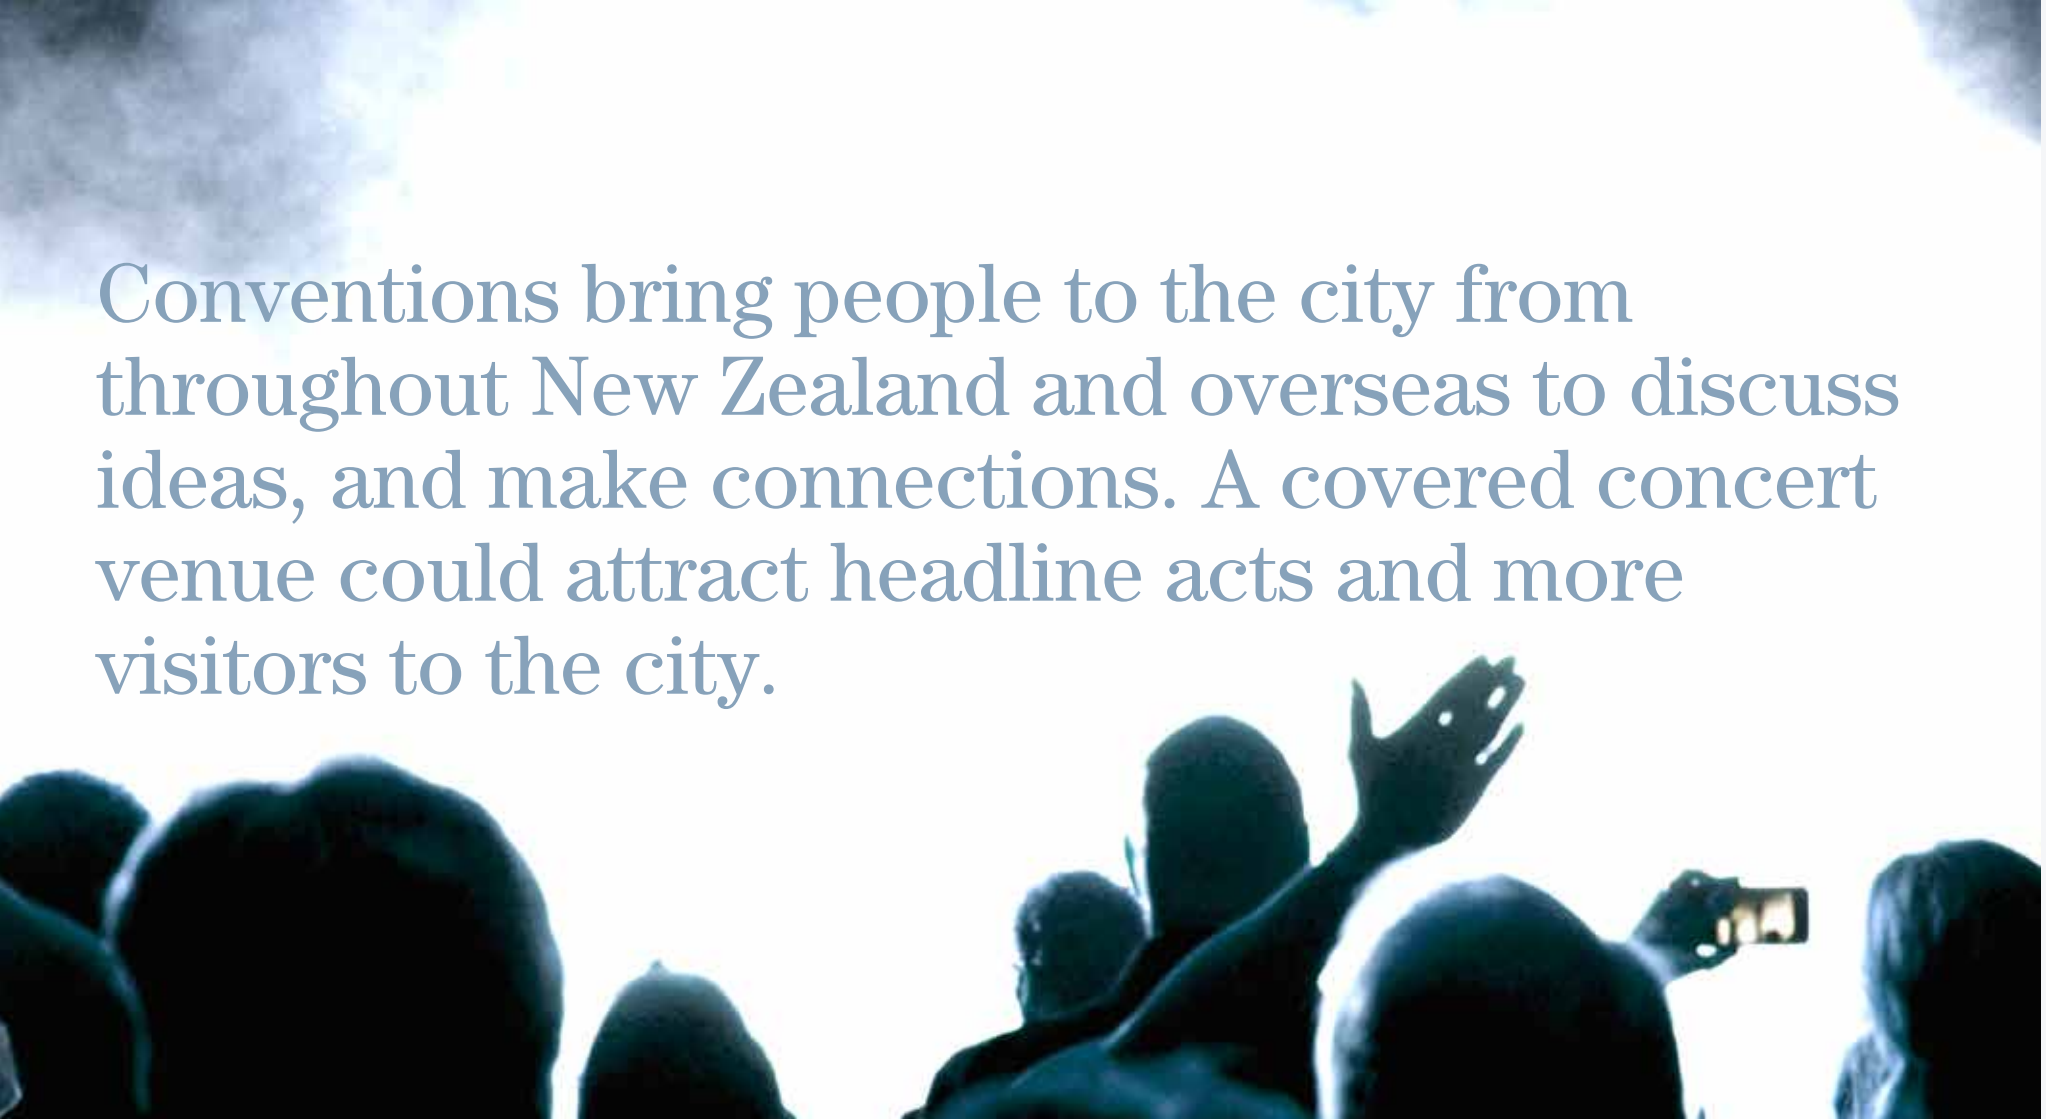 Conventions bring people to the city from
throughout New Zealand and overseas to discuss
ideas, and make connections. A covered concert
venue could attract headline acts and more
visitors to the city.